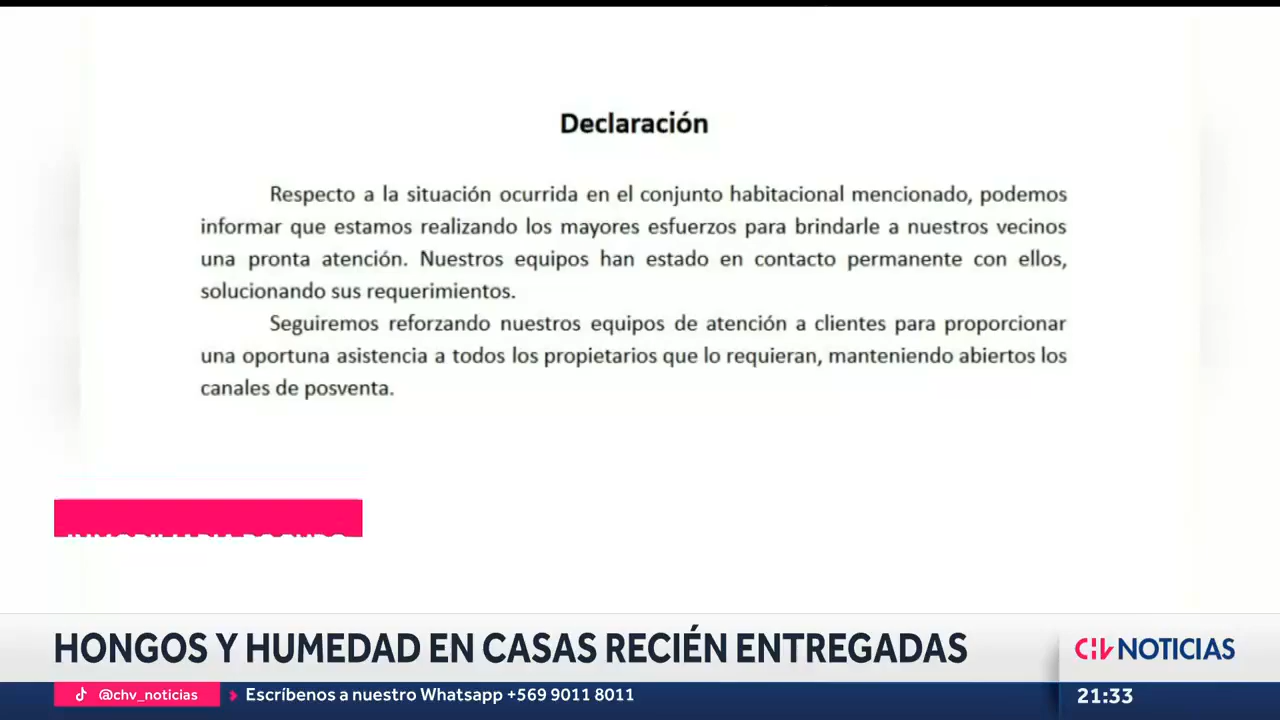 Declaración
Respecto a la situación ocurrida en el conjunto habitacional mencionado, podemos
informar que estamos realizando los mayores esfuerzos para brindarle a nuestros vecinos
una pronta atención. Nuestros equipos han estado en contacto permanente con ellos,
solucionando sus requerimientos.
Seguiremos reforzando nuestros equipos de atención a clientes para proporcionar
una oportuna asistencia a todos los propietarios que lo requieran, manteniendo abiertos los
canales de posventa.
INMOBILIARIA
HONGOS Y HUMEDAD EN CASAS RECIÉN ENTREGADAS
CHV NOTICIAS
@chv_noticias
Escríbenos a nuestro Whatsapp +569 9011 8011
21:33